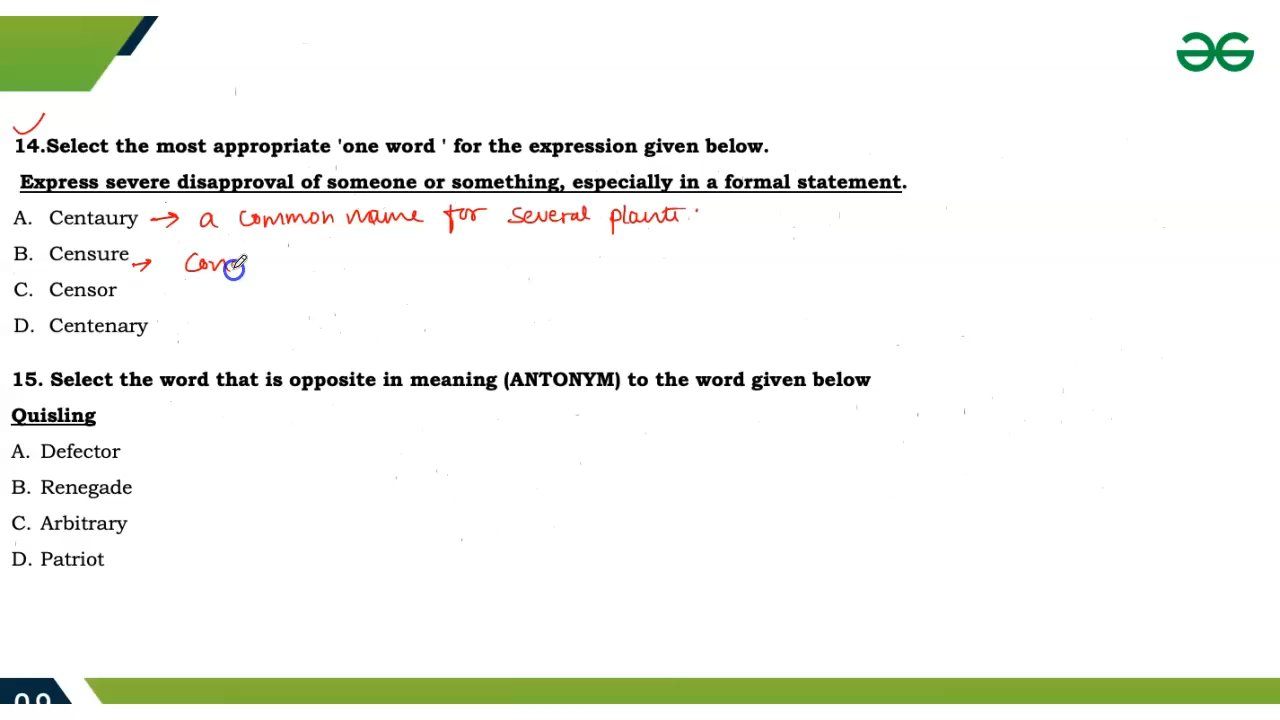 14.Select the most appropriate 'one word ' for the expression given below.
Express severe disapproval of someone or something, especially in a formal statement.
A. Centaury → a common name for several plants.
B. Censure → Con
C. Censor
D. Centenary
15. Select the word that is opposite in meaning (ANTONYM) to the word given below
Quisling
A. Defector
B. Renegade
C. Arbitrary
D. Patriot